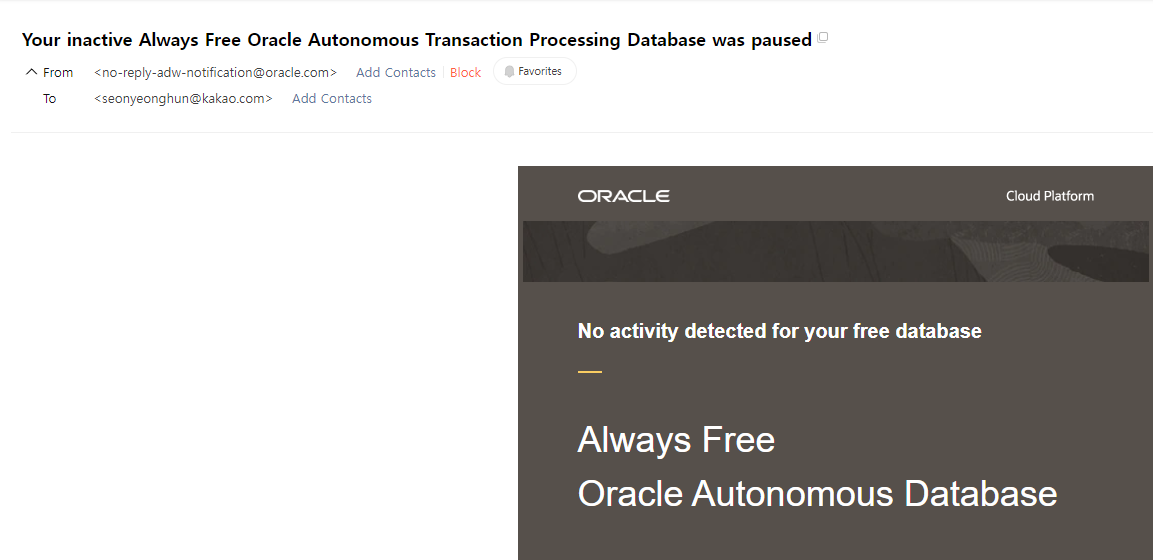 Your inactive Always Free Oracle Autonomous Transaction Processing Database was paused
From <no-reply-adw-notification@oracle.com> Add Contacts Block Favorites
To <seonyeonghun@kakao.com> Add Contacts
ORACLE Cloud Platform
No activity detected for your free database
Always Free
Oracle Autonomous Database